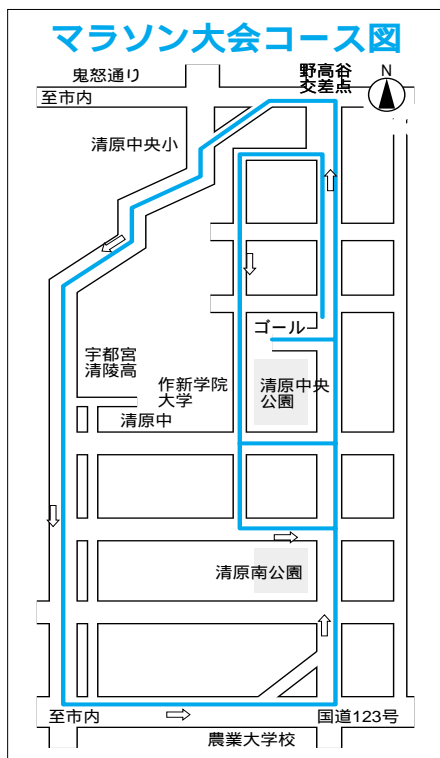 マラソン大会コース図
鬼怒通り
至市内
野高谷
交差点
N
清原中央小
ゴール
宇都宮
清陵高
作新学院
大学
清原中央
公園
清原中
清原南公園
至市内
国道123号
農業大学校